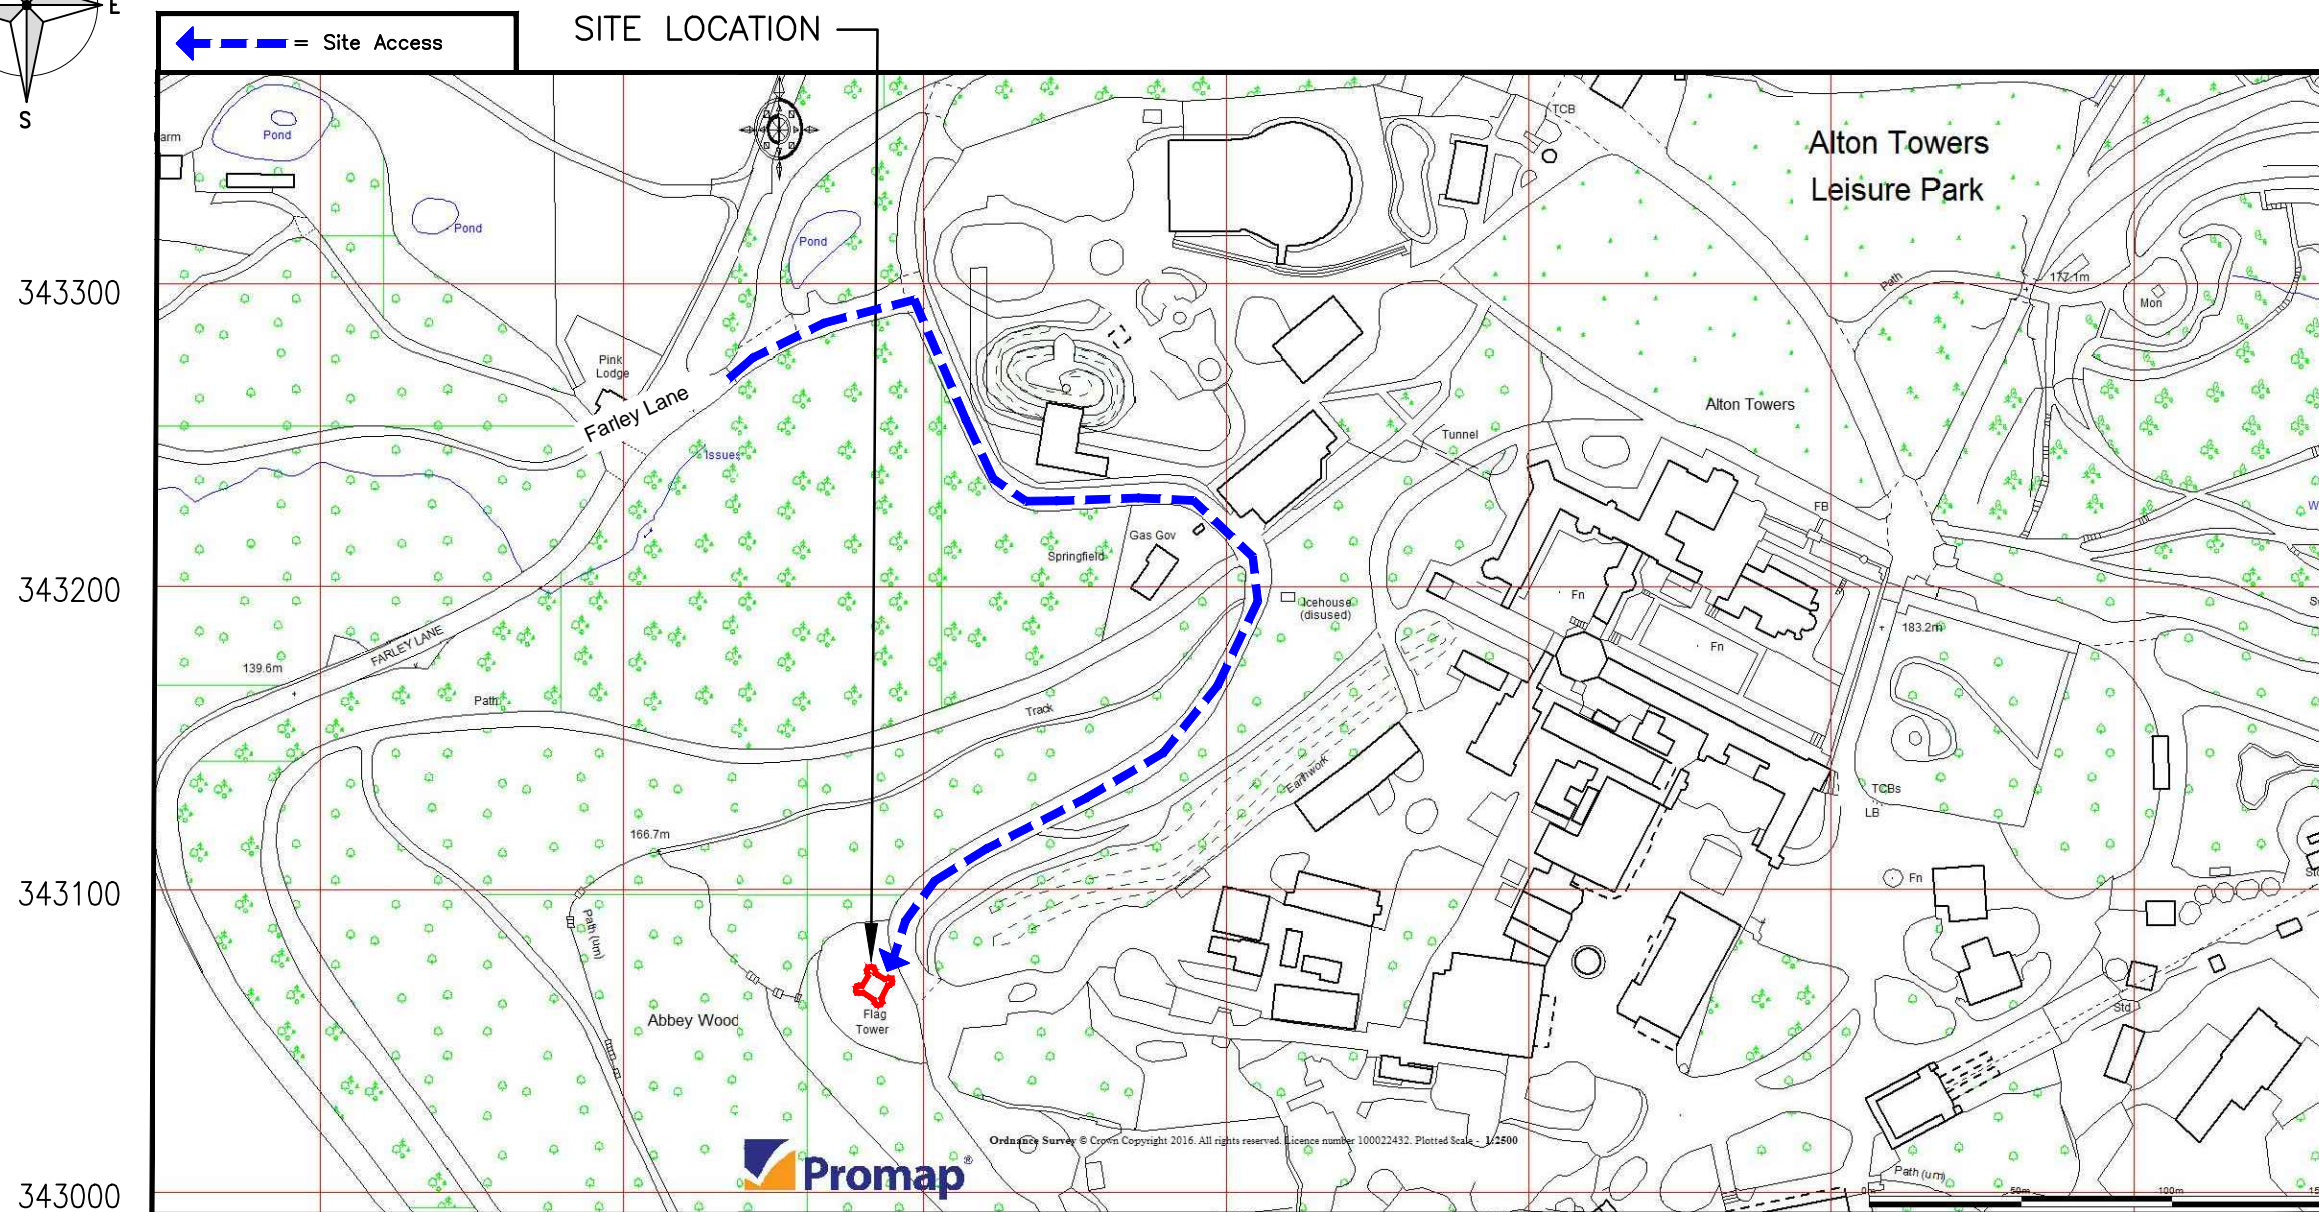 E
S
= Site Access
SITE LOCATION
Pond
TCB
Alton Towers
Leisure Park
Pond
Pond
343300
Path
177.1m
Mon
Pink
Lodge
Farley Lane
Alton Towers
Tunnel
Issues
FB
Gas Gov
Springfield
343200
Icehouse
(disused)
Fn
Fn
183.2m
FARLEY LANE
139.6m
Path
Track
Earthwork
TCBs
LB
166.7m
343100
Fn
Path (um)
Flag
Tower
Abbey Wood
Std
Ordnance Survey © Crown Copyright 2016. All rights reserved. Licence number 100022432. Plotted Scale - 1:2500
Promap®
Path (um)
343000
0m
50m
100m